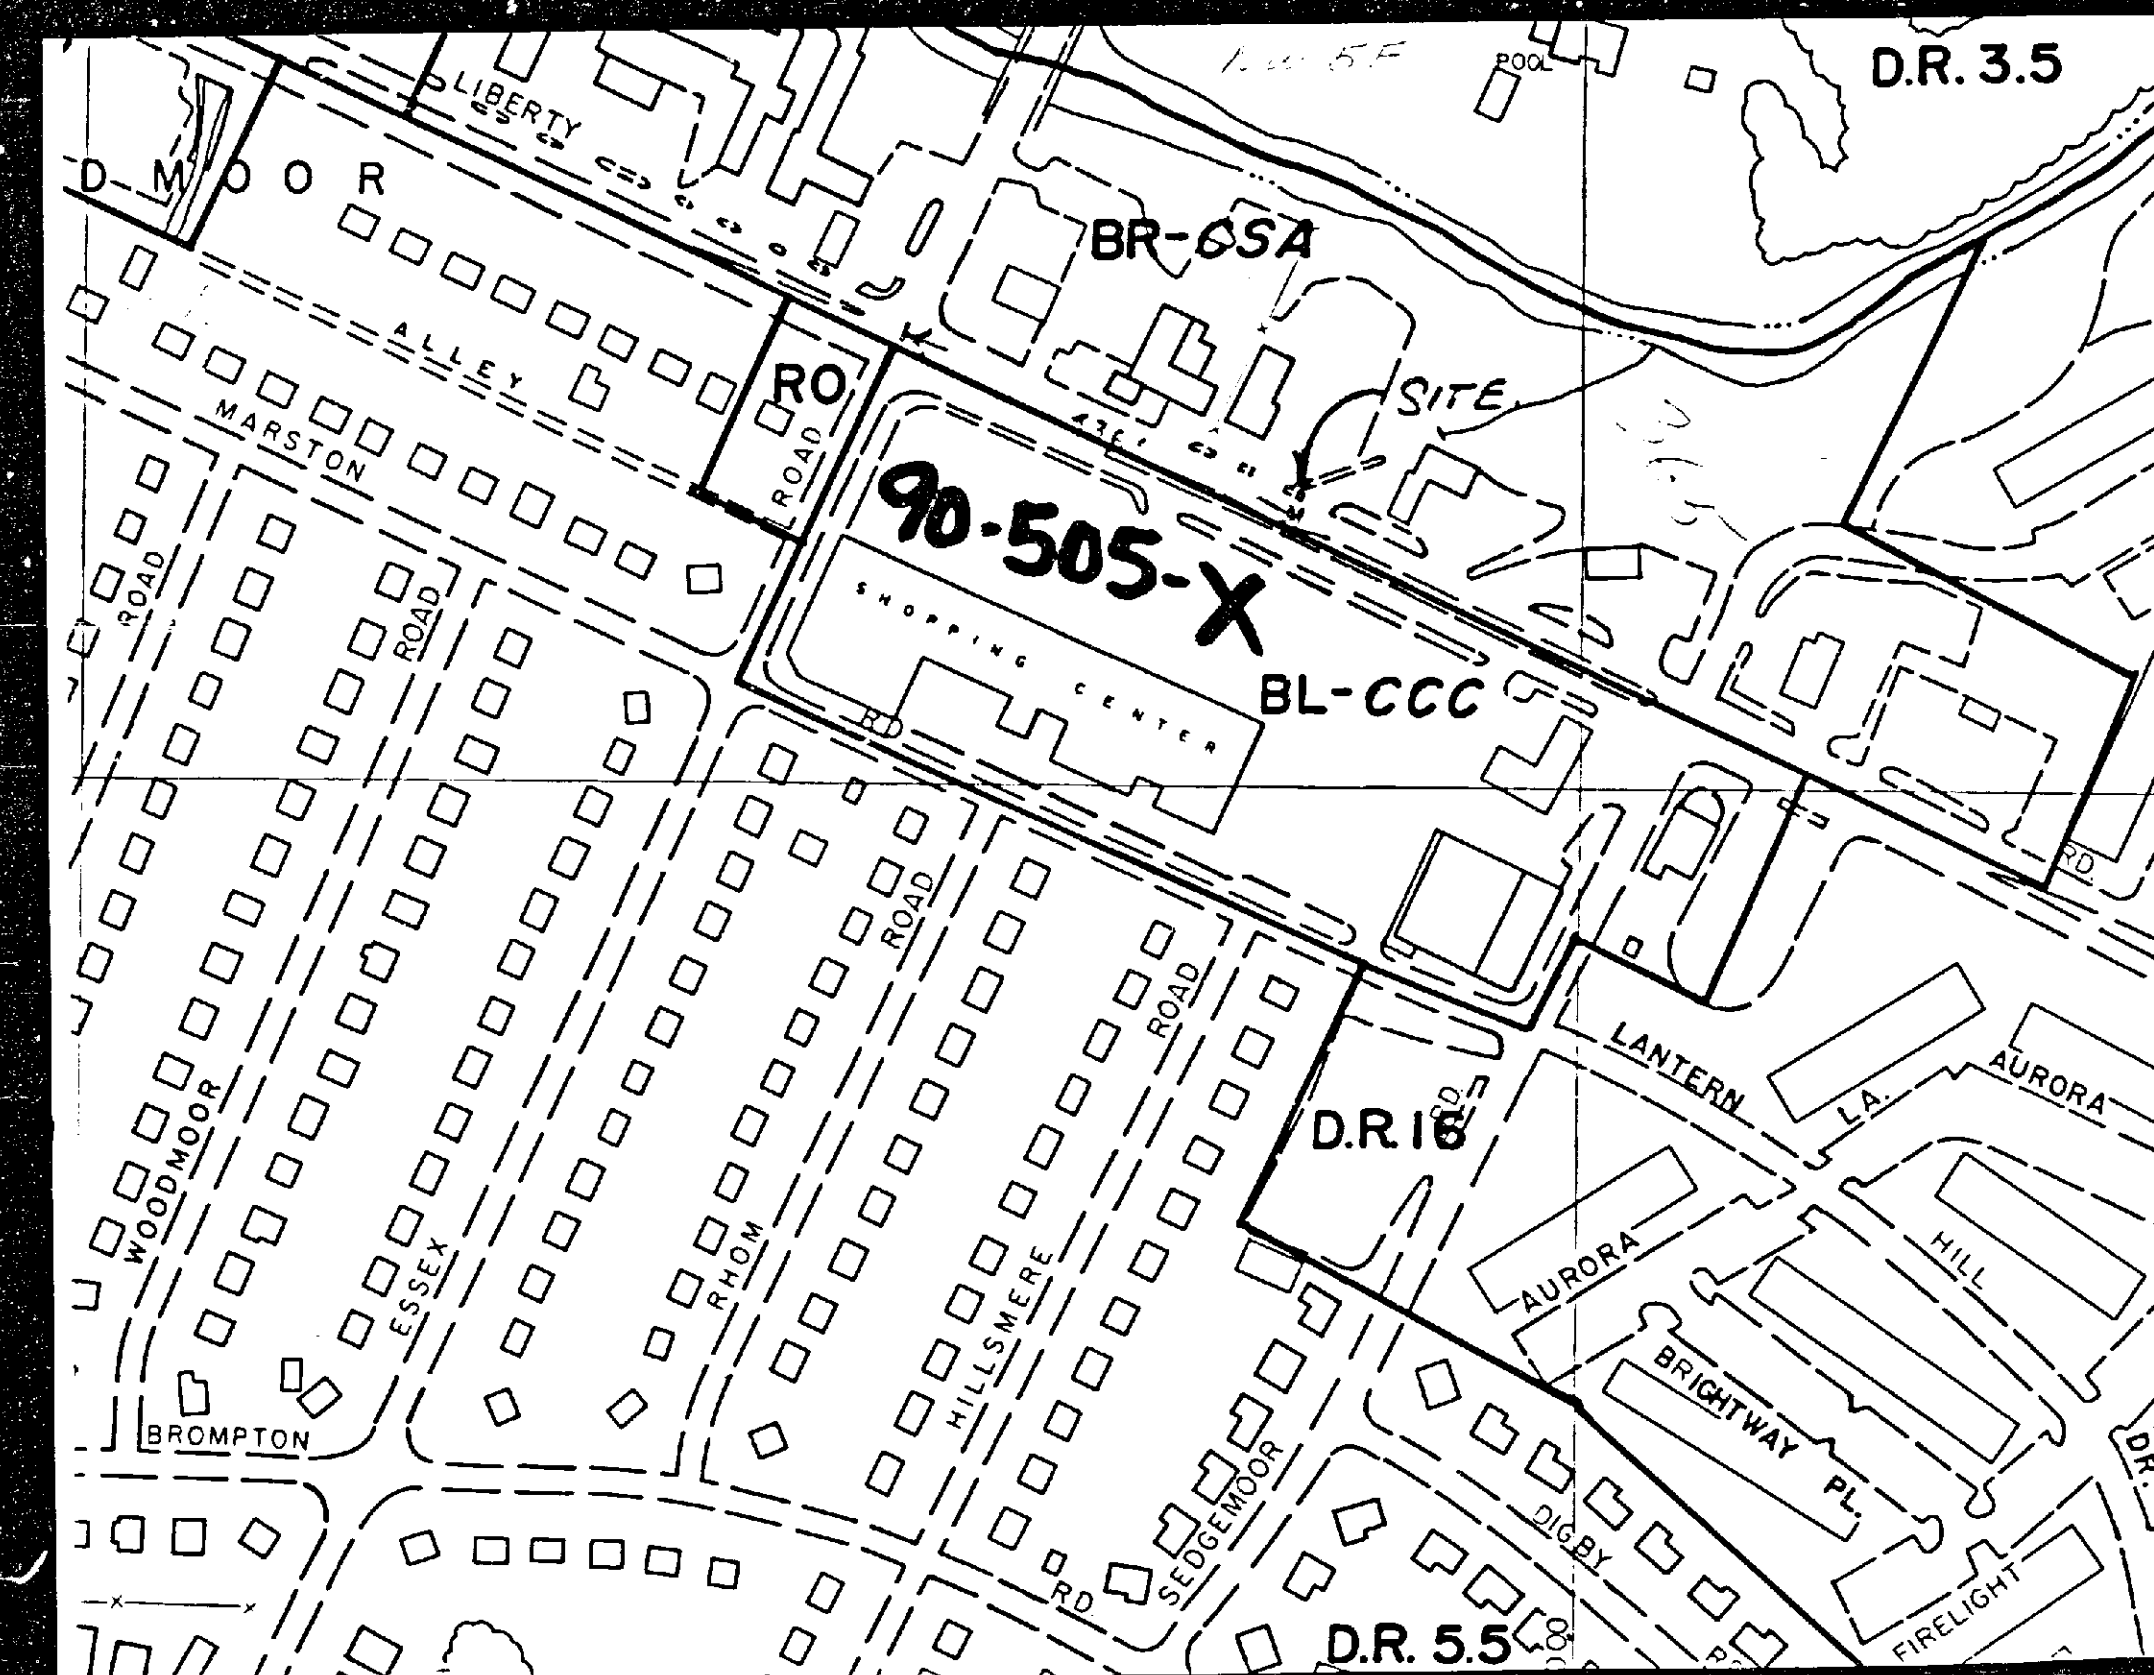 D.R. 3.5
POOL
LIBERTY
D M O O R
BR-CSA
ALLEY
RO
SITE
MARSTON
ROAD
90-505-X
ROAD
ROAD
SHOPPING CENTER
BL-CCC
RD
RD.
ROAD
ROAD
LANTERN
LA.
AURORA
RD.
D.R. 16
WOODMOOR
ESSEX
RHOM
HILLSMERE
AURORA
HILL
BRIGHTWAY PL.
DR.
BROMPTON
SEDGEMOOR
DIGBY
RD.
FIRELIGHT
D.R. 5.5